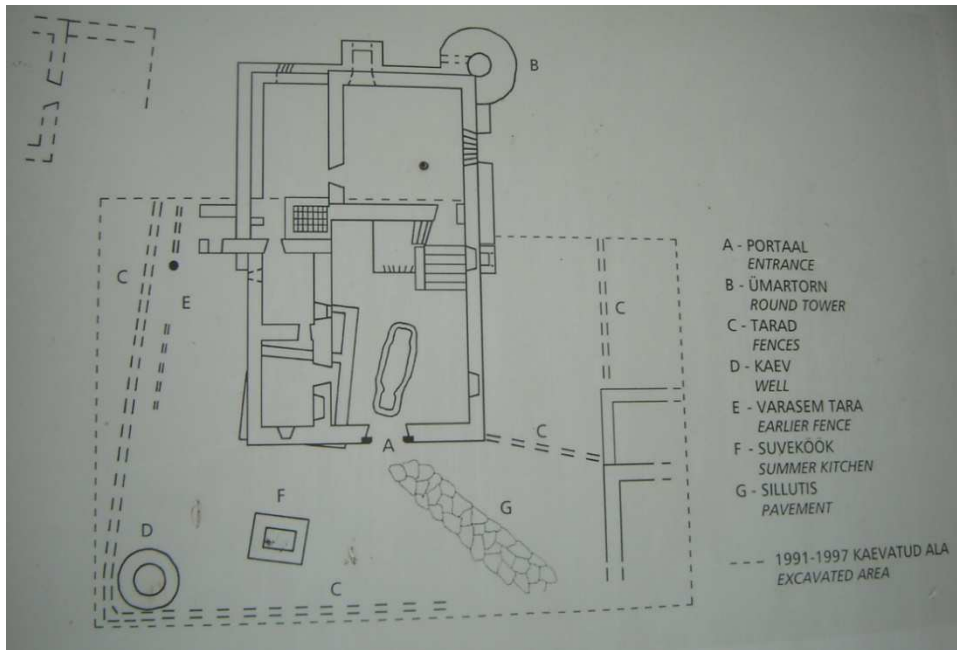 B
C
E
C
C
A
F
G
D
C
A - PORTAAL
ENTRANCE
B - ÜMARTORN
ROUND TOWER
C - TARAD
FENCES
D - KAEV
WELL
E - VARASEM TARA
EARLIER FENCE
F - SUVEKÖÖK
SUMMER KITCHEN
G - SILLUTIS
PAVEMENT
---- 1991-1997 KAEVATUD ALA
EXCAVATED AREA